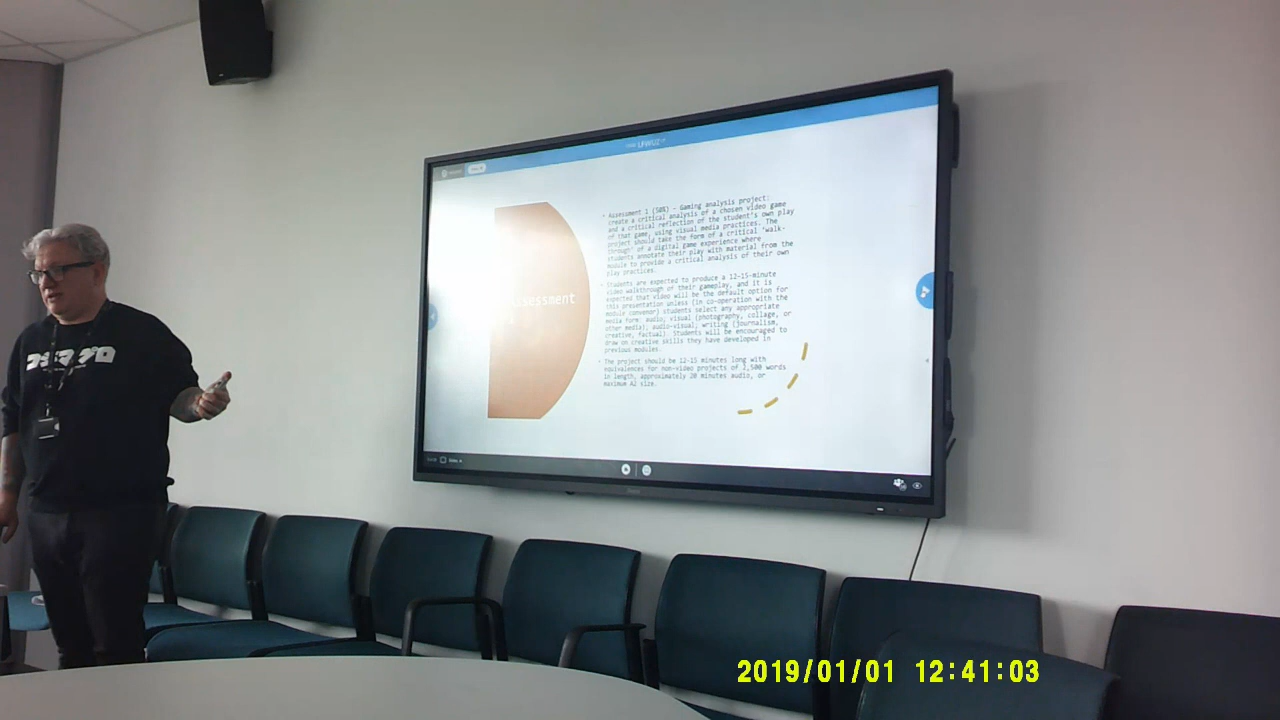 Assessment
• Assessment 1 (50%) – Gaming analysis project:
create a critical analysis of a chosen video game
and a critical reflection of the student's own play
of that game, using visual media practices. The
project should take the form of a critical 'walk-
through' of a digital game experience where
students annotate their play with material from the
module to provide a critical analysis of their own
play practices.
• Students are expected to produce a 12-15-minute
video walkthrough of their gameplay, and it is
expected that video will be the default option for
this presentation unless (in co-operation with the
module convenor) students select any appropriate
media form: audio; visual (photography, collage, or
other media); audio-visual; writing (journalism,
creative, factual). Students will be encouraged to
draw on creative skills they have developed in
previous modules.
• The project should be 12-15 minutes long with
equivalences for non-video projects of 2,500 words
in length, approximately 20 minutes audio, or
maximum A2 size.
2019/01/01 12:41:03